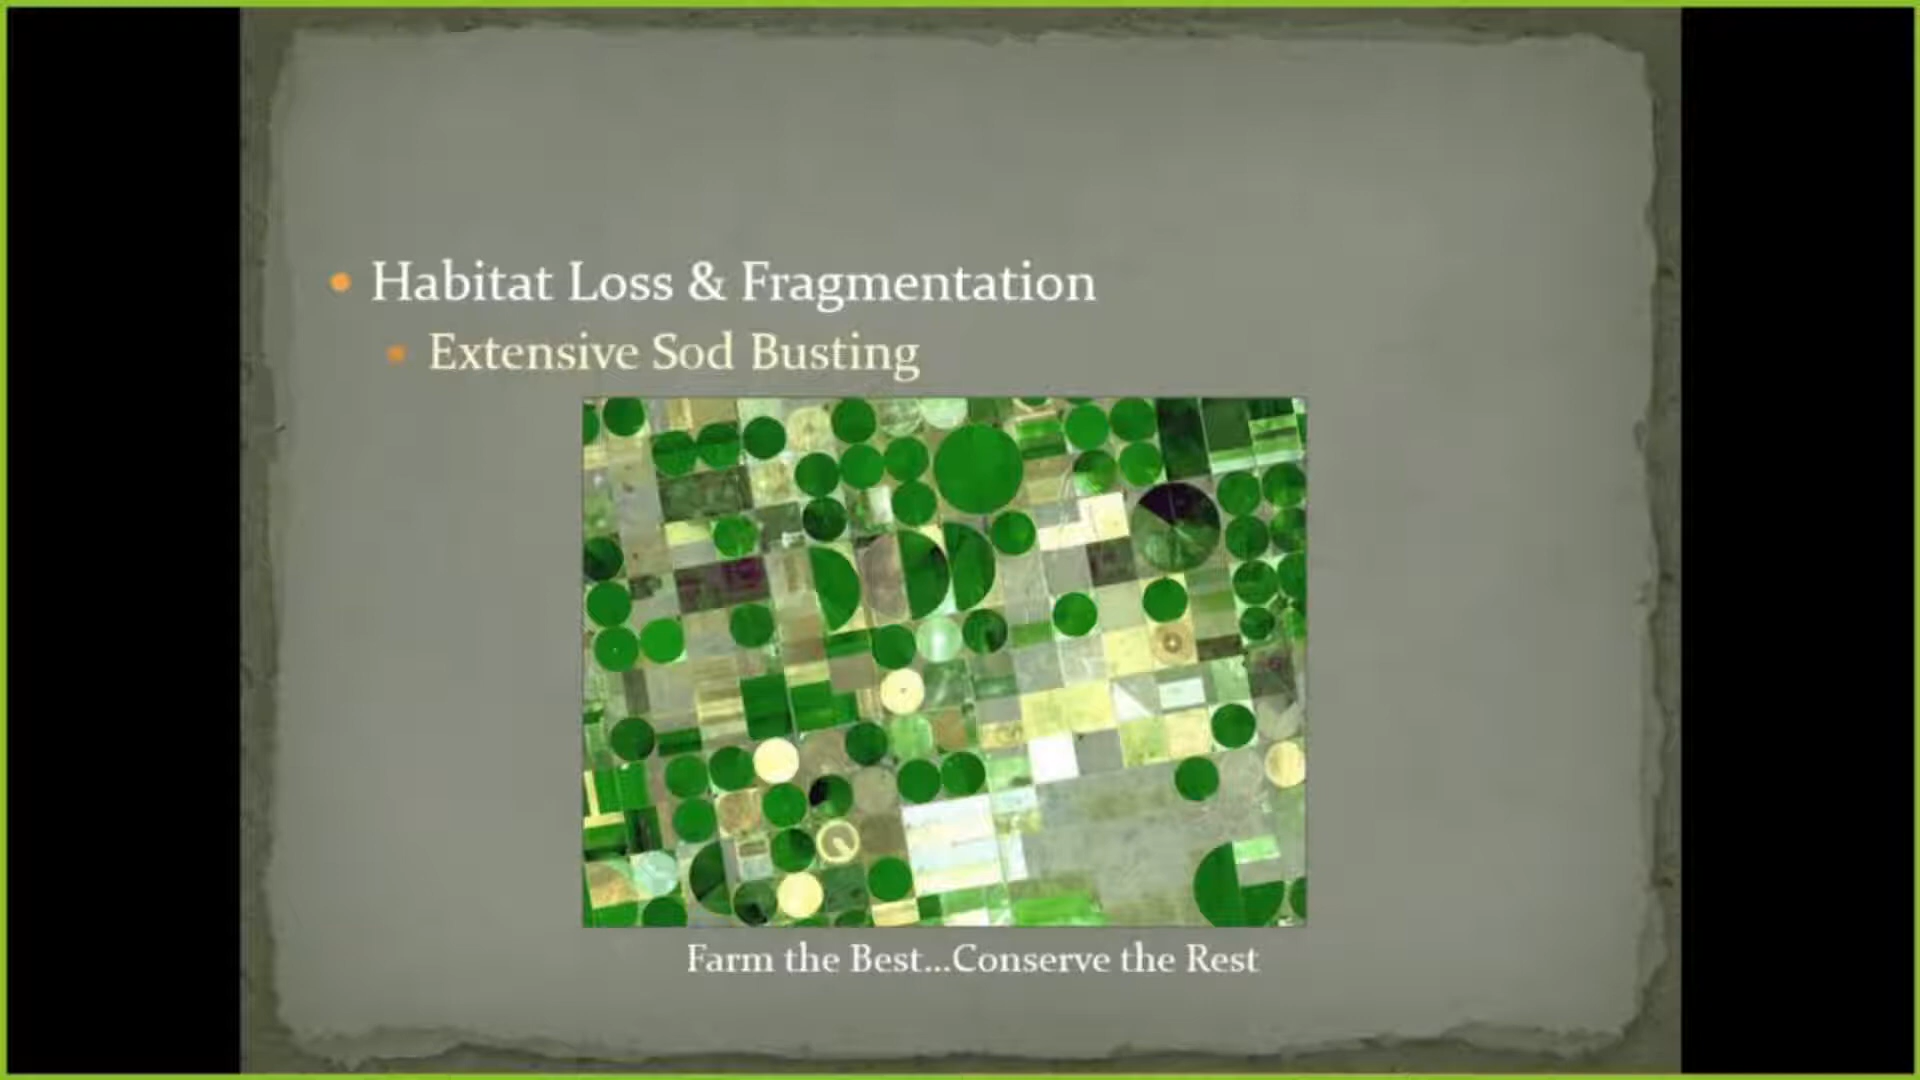 Habitat Loss & Fragmentation
Extensive Sod Busting
Farm the Best...Conserve the Rest